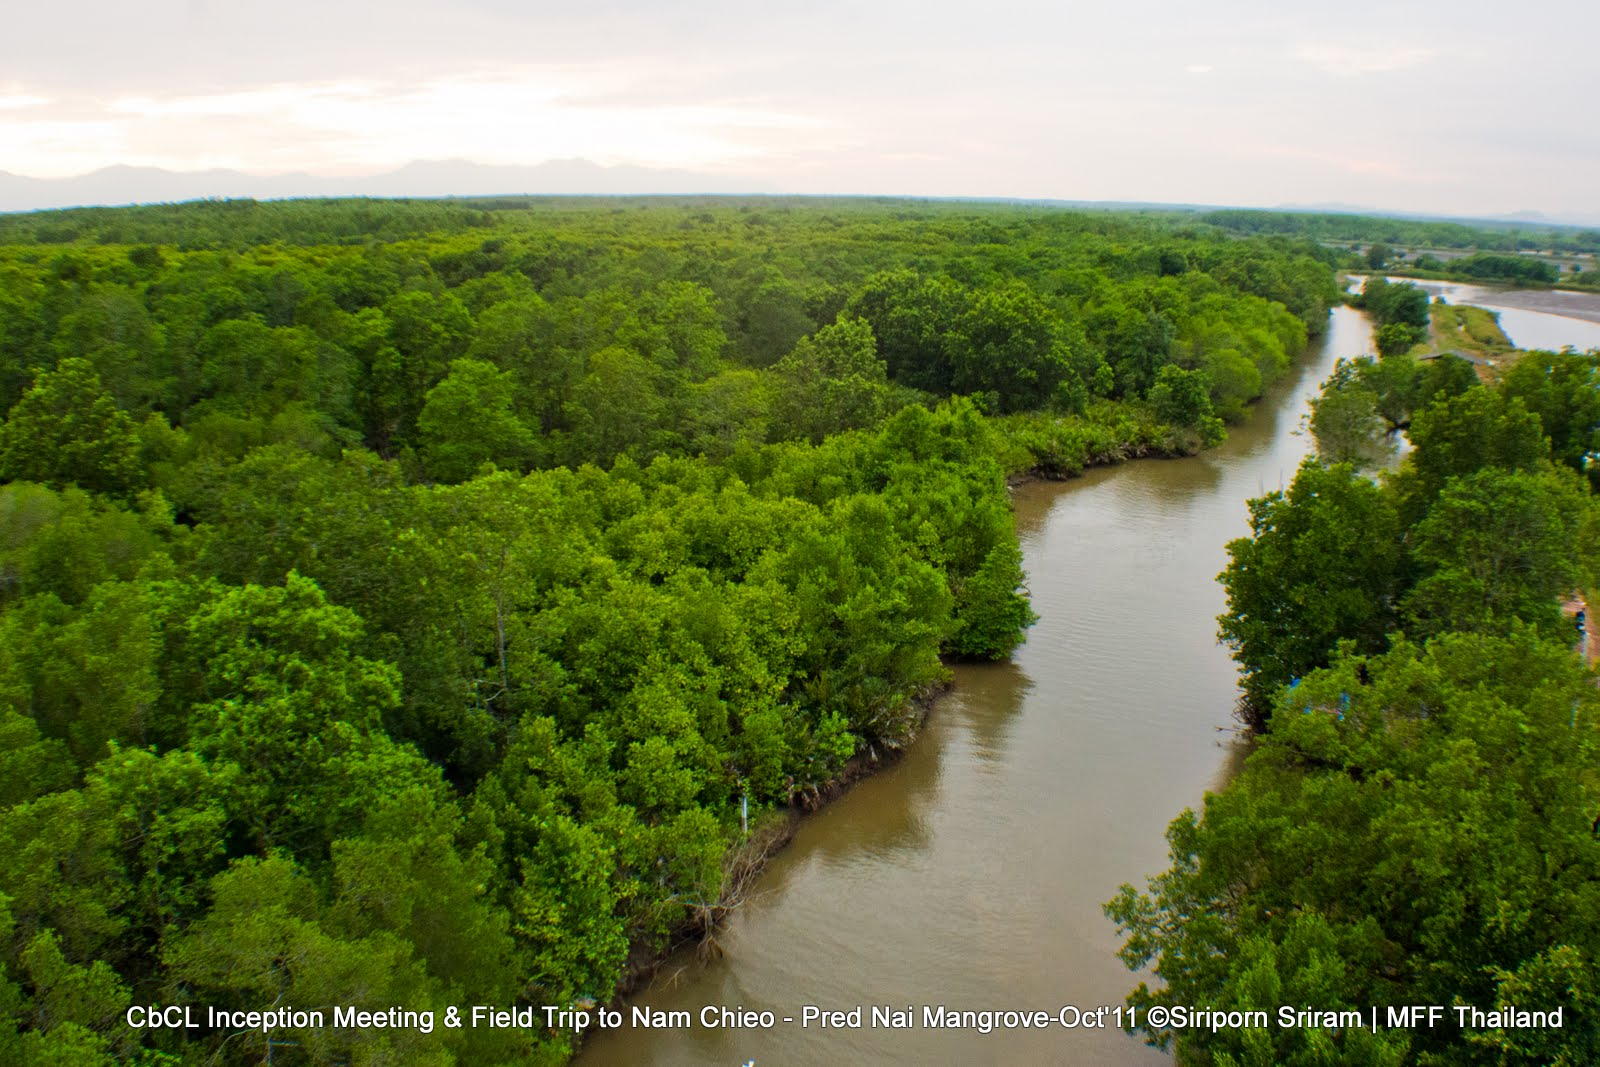 CbCL Inception Meeting & Field Trip to Nam Chieo - Pred Nai Mangrove-Oct'11 ©Siriporn Sriram | MFF Thailand